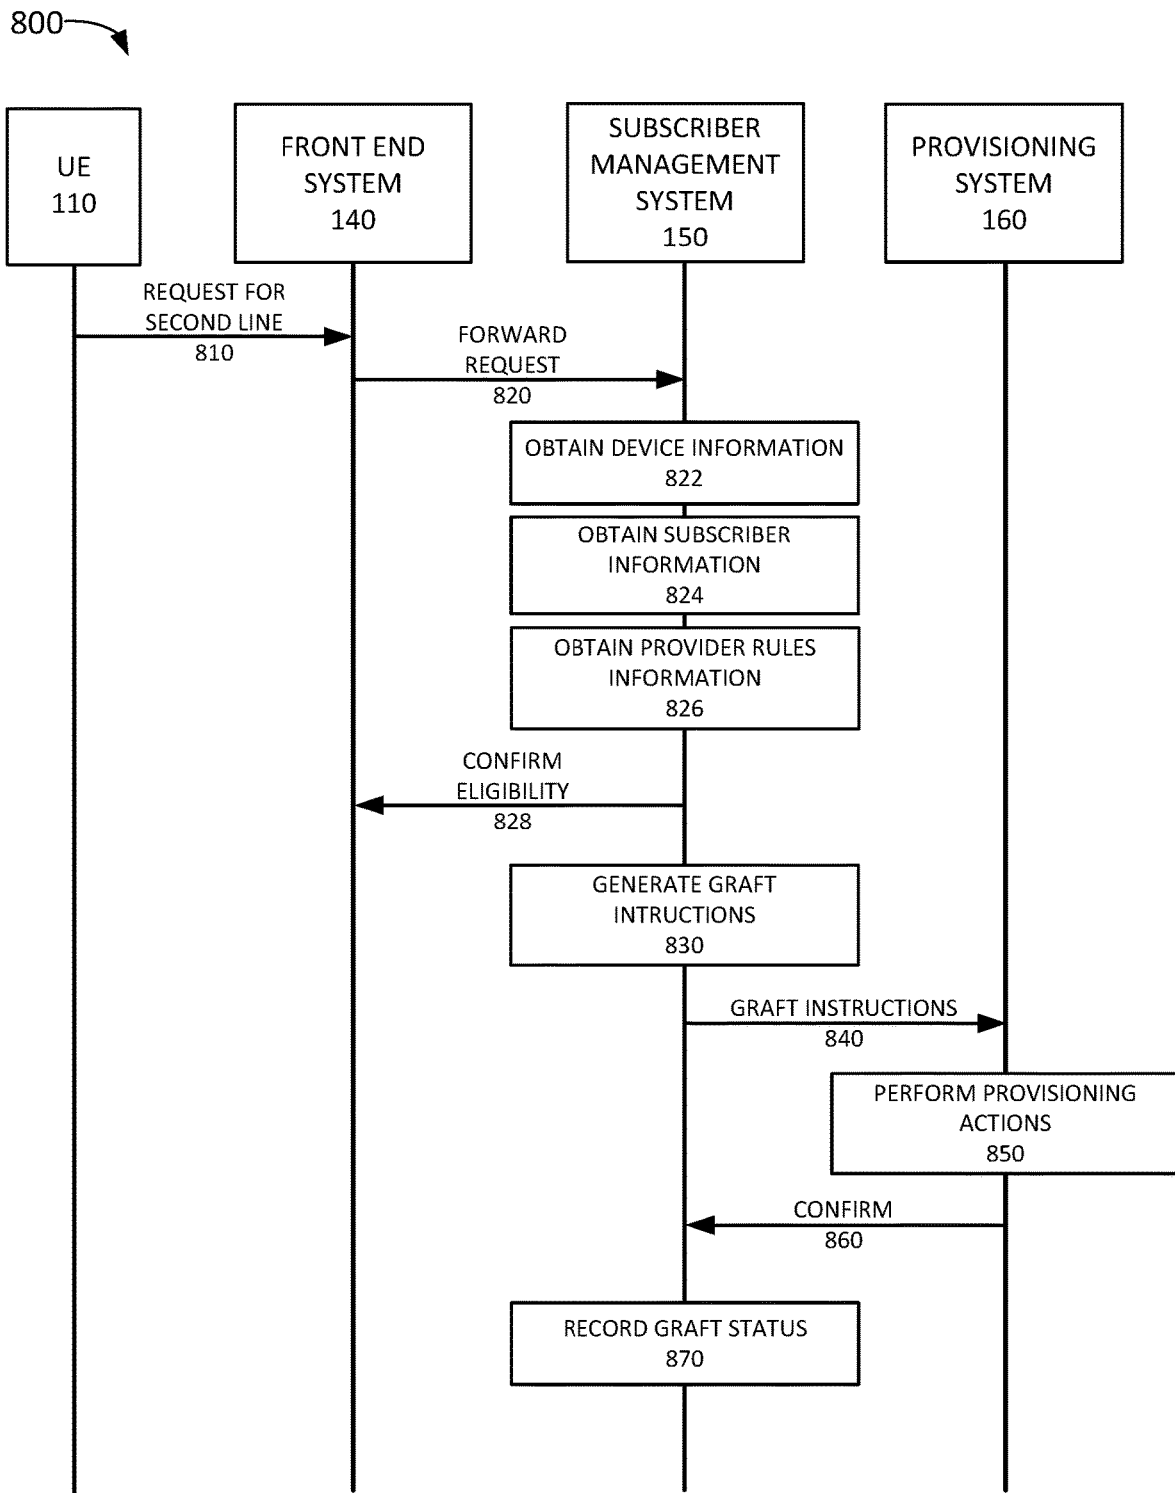 800
UE
110
FRONT END
SYSTEM
140
SUBSCRIBER
MANAGEMENT
SYSTEM
150
PROVISIONING
SYSTEM
160
REQUEST FOR
SECOND LINE
810
FORWARD
REQUEST
820
OBTAIN DEVICE INFORMATION
822
OBTAIN SUBSCRIBER
INFORMATION
824
OBTAIN PROVIDER RULES
INFORMATION
826
CONFIRM
ELIGIBILITY
828
GENERATE GRAFT
INTRUCTIONS
830
GRAFT INSTRUCTIONS
840
PERFORM PROVISIONING
ACTIONS
850
CONFIRM
860
RECORD GRAFT STATUS
870